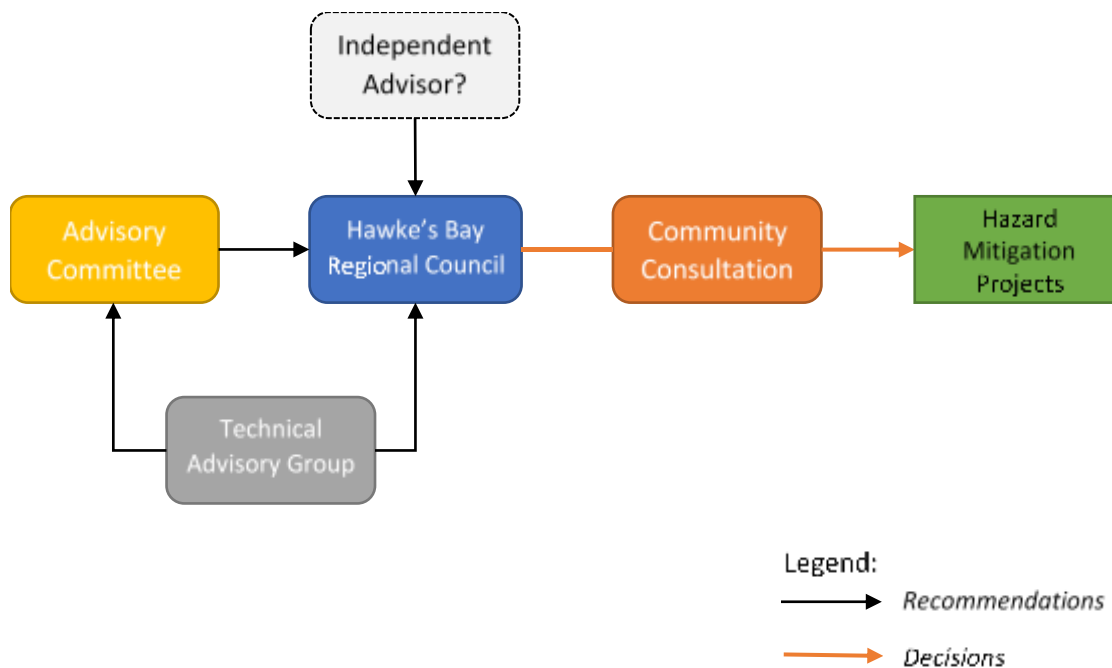 Independent
Advisor?
Advisory
Committee
Hawke's Bay
Regional Council
Community
Consultation
Hazard
Mitigation
Projects
Technical
Advisory Group
Legend:
Recommendations
Decisions